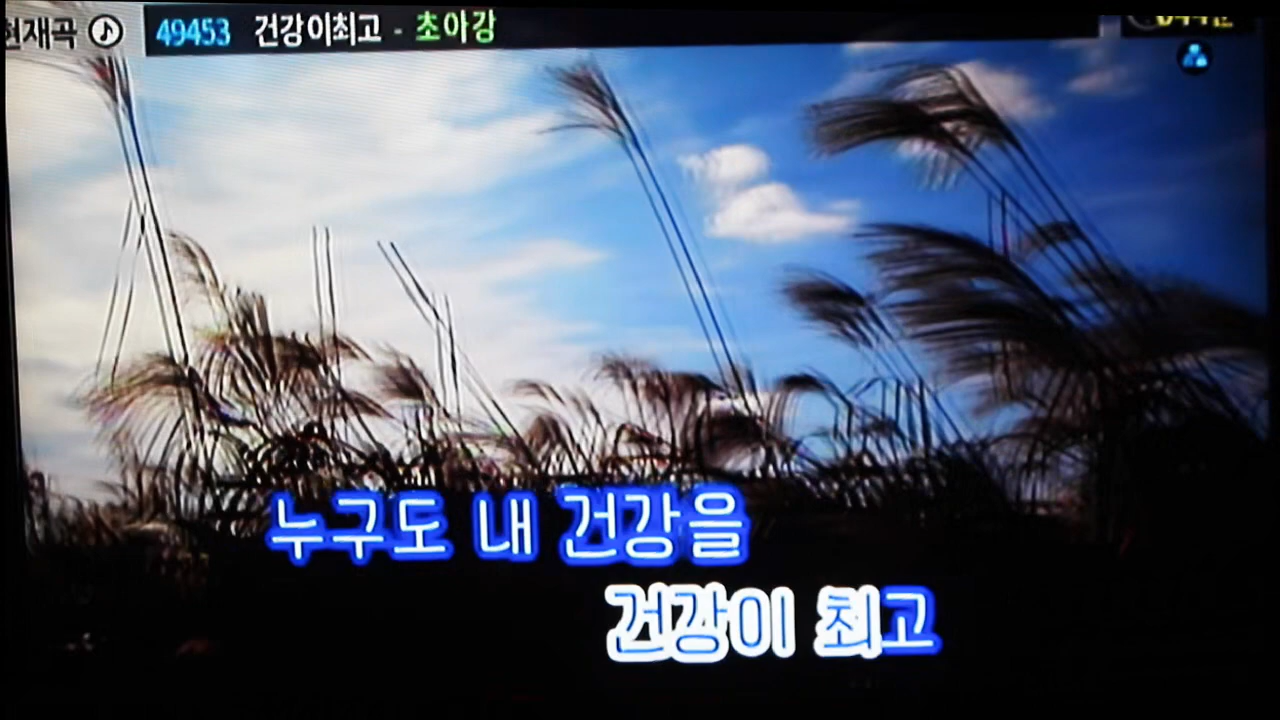 현재곡 49453 건강이최고 - 초아강
누구도 내 건강을
건강이 최고